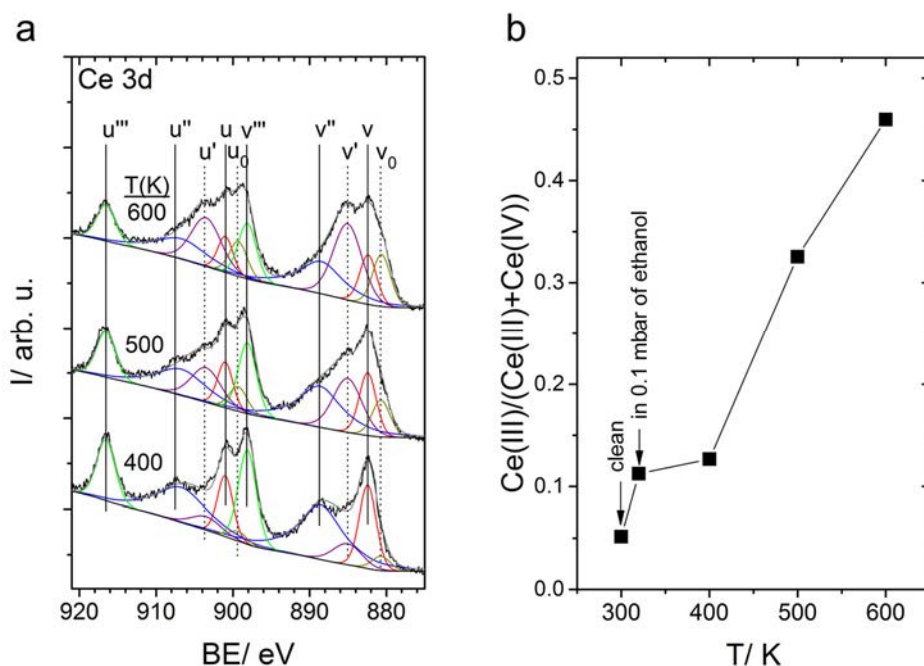 a
Ce 3d
u''' u'' u' u u₀ v''' v'' v' v v₀
T(K)
600
500
400
I/ arb. u.
920 910 900 890 880
BE/ eV
b
Ce(III)/(Ce(III)+Ce(IV))
0.5
0.4
0.3
0.2
0.1
0.0
clean
in 0.1 mbar of ethanol
300 400 500 600
T/ K